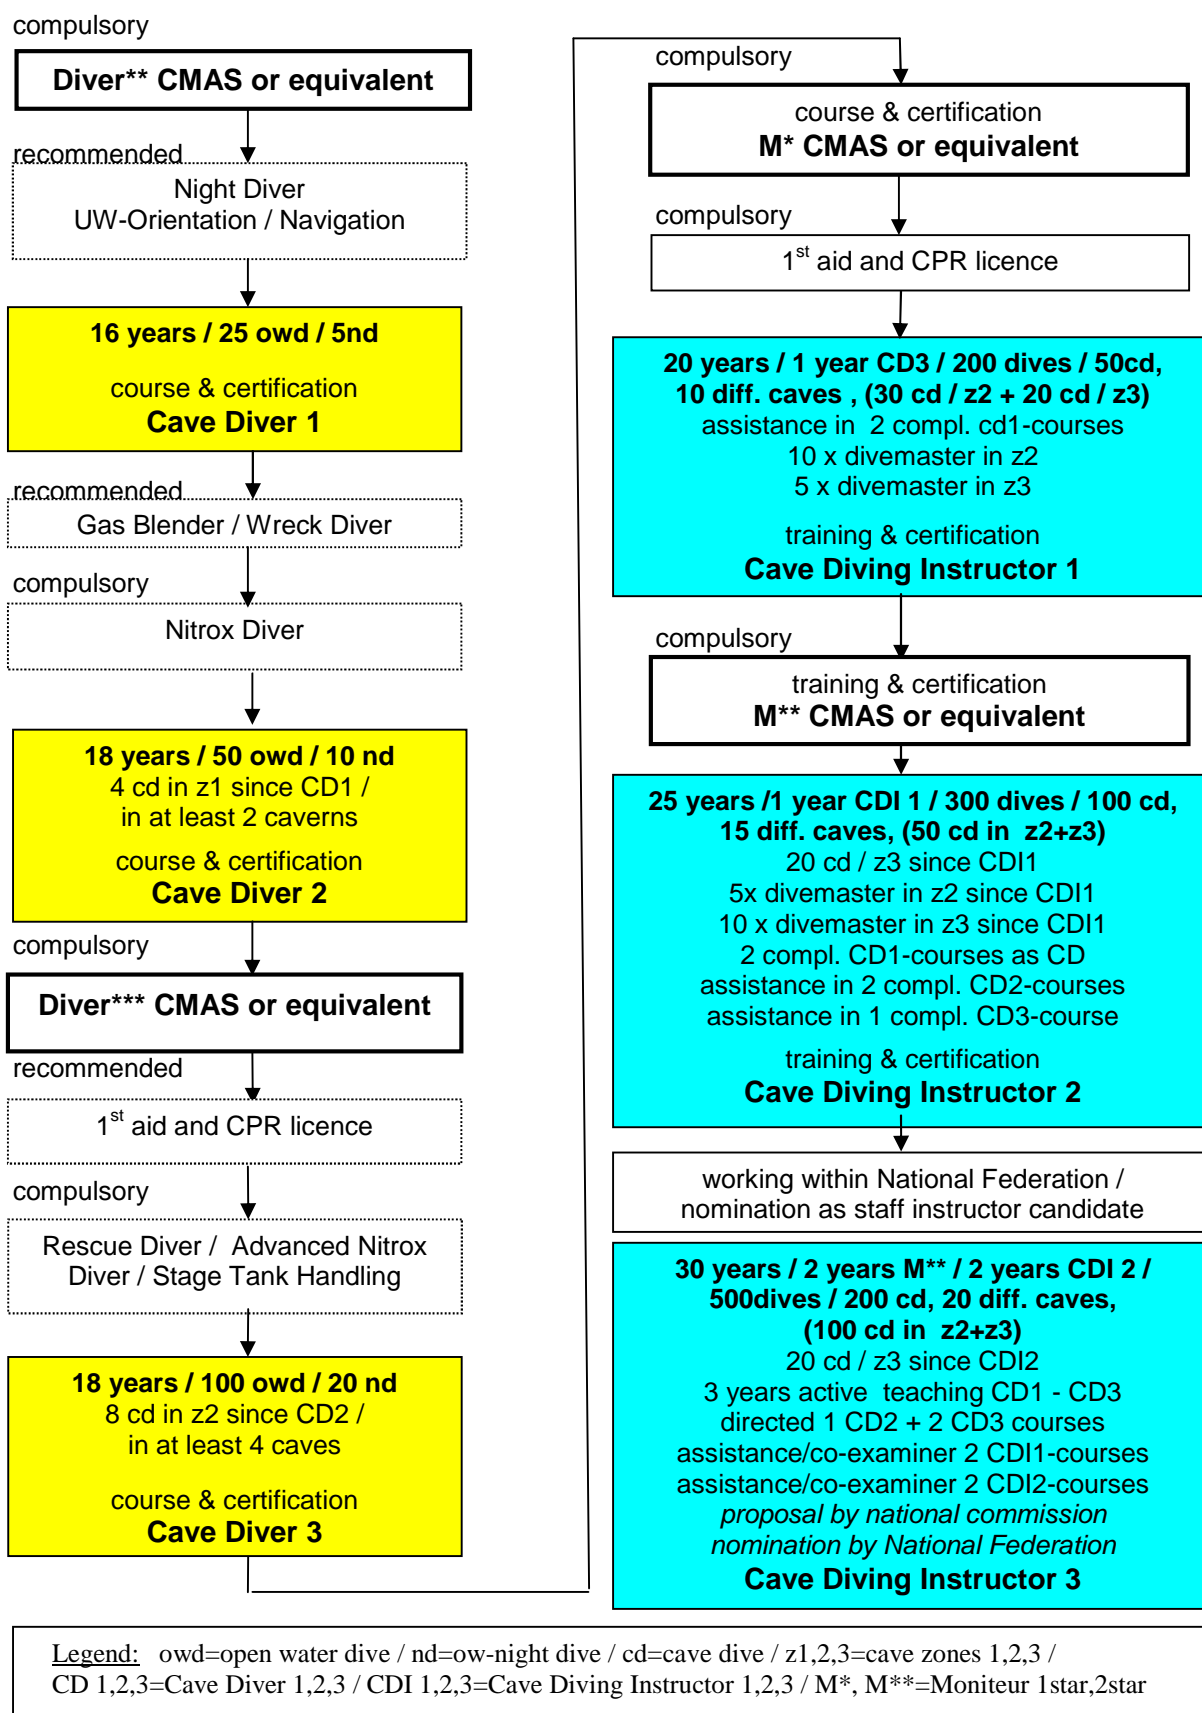 compulsory
Diver** CMAS or equivalent
recommended
Night Diver
UW-Orientation / Navigation
16 years / 25 owd / 5nd
course & certification
Cave Diver 1
recommended
Gas Blender / Wreck Diver
compulsory
Nitrox Diver
18 years / 50 owd / 10 nd
4 cd in z1 since CD1 /
in at least 2 caverns
course & certification
Cave Diver 2
compulsory
Diver*** CMAS or equivalent
recommended
1st aid and CPR licence
compulsory
Rescue Diver / Advanced Nitrox
Diver / Stage Tank Handling
18 years / 100 owd / 20 nd
8 cd in z2 since CD2 /
in at least 4 caves
course & certification
Cave Diver 3
compulsory
course & certification
M* CMAS or equivalent
compulsory
1st aid and CPR licence
20 years / 1 year CD3 / 200 dives / 50cd,
10 diff. caves , (30 cd / z2 + 20 cd / z3)
assistance in 2 compl. cd1-courses
10 x divemaster in z2
5 x divemaster in z3
training & certification
Cave Diving Instructor 1
compulsory
training & certification
M** CMAS or equivalent
25 years /1 year CDI 1 / 300 dives / 100 cd,
15 diff. caves, (50 cd in z2+z3)
20 cd / z3 since CDI1
5x divemaster in z2 since CDI1
10 x divemaster in z3 since CDI1
2 compl. CD1-courses as CD
assistance in 2 compl. CD2-courses
assistance in 1 compl. CD3-course
training & certification
Cave Diving Instructor 2
working within National Federation /
nomination as staff instructor candidate
30 years / 2 years M** / 2 years CDI 2 /
500dives / 200 cd, 20 diff. caves,
(100 cd in z2+z3)
20 cd / z3 since CDI2
3 years active teaching CD1 - CD3
directed 1 CD2 + 2 CD3 courses
assistance/co-examiner 2 CDI1-courses
assistance/co-examiner 2 CDI2-courses
proposal by national commission
nomination by National Federation
Cave Diving Instructor 3
Legend: owd=open water dive / nd=ow-night dive / cd=cave dive / z1,2,3=cave zones 1,2,3 /
CD 1,2,3=Cave Diver 1,2,3 / CDI 1,2,3=Cave Diving Instructor 1,2,3 / M*, M**=Moniteur 1star,2star